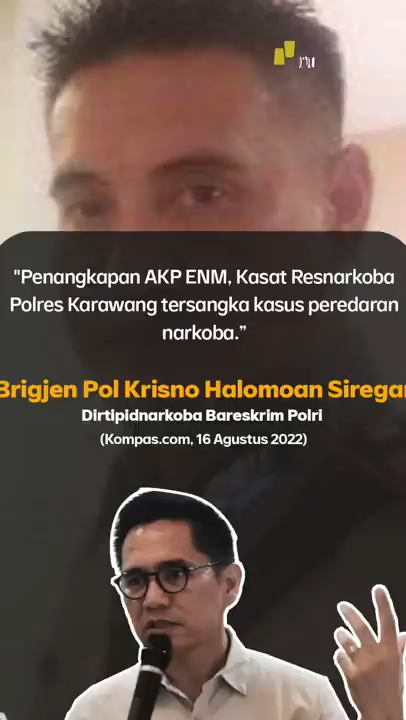 "Penangkapan AKP ENM, Kasat Resnarkoba
Polres Karawang tersangka kasus peredaran
narkoba.”
Brigjen Pol Krisno Halomoan Siregar
Dirtipidnarkoba Bareskrim Polri
(Kompas.com, 16 Agustus 2022)